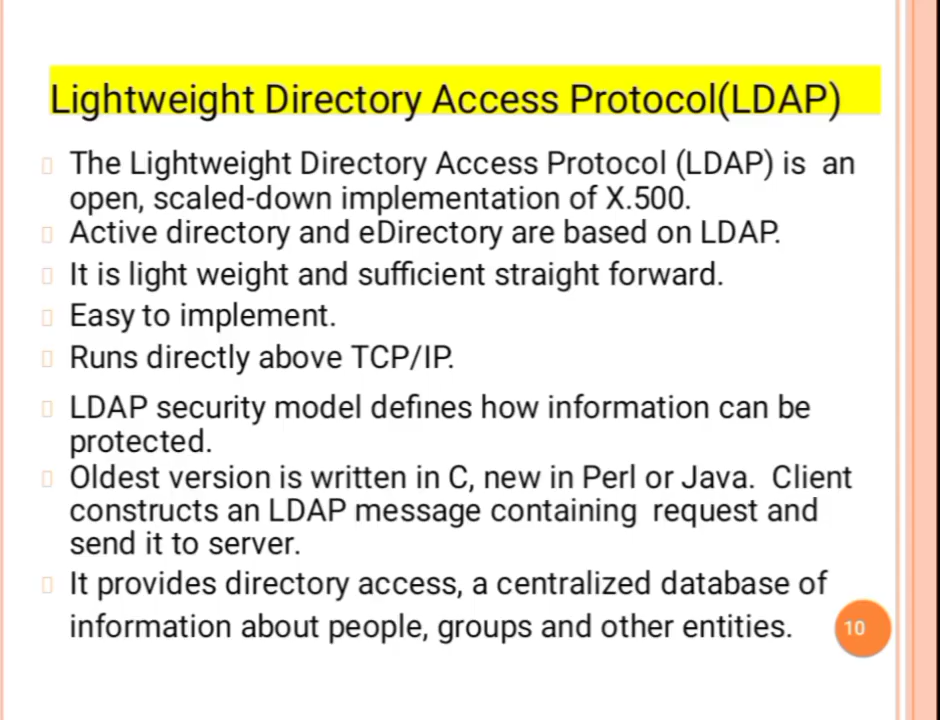 Lightweight Directory Access Protocol(LDAP)
The Lightweight Directory Access Protocol (LDAP) is an
open, scaled-down implementation of X.500.
Active directory and eDirectory are based on LDAP.
It is light weight and sufficient straight forward.
Easy to implement.
Runs directly above TCP/IP.
LDAP security model defines how information can be
protected.
Oldest version is written in C, new in Perl or Java. Client
constructs an LDAP message containing request and
send it to server.
It provides directory access, a centralized database of
information about people, groups and other entities.
10